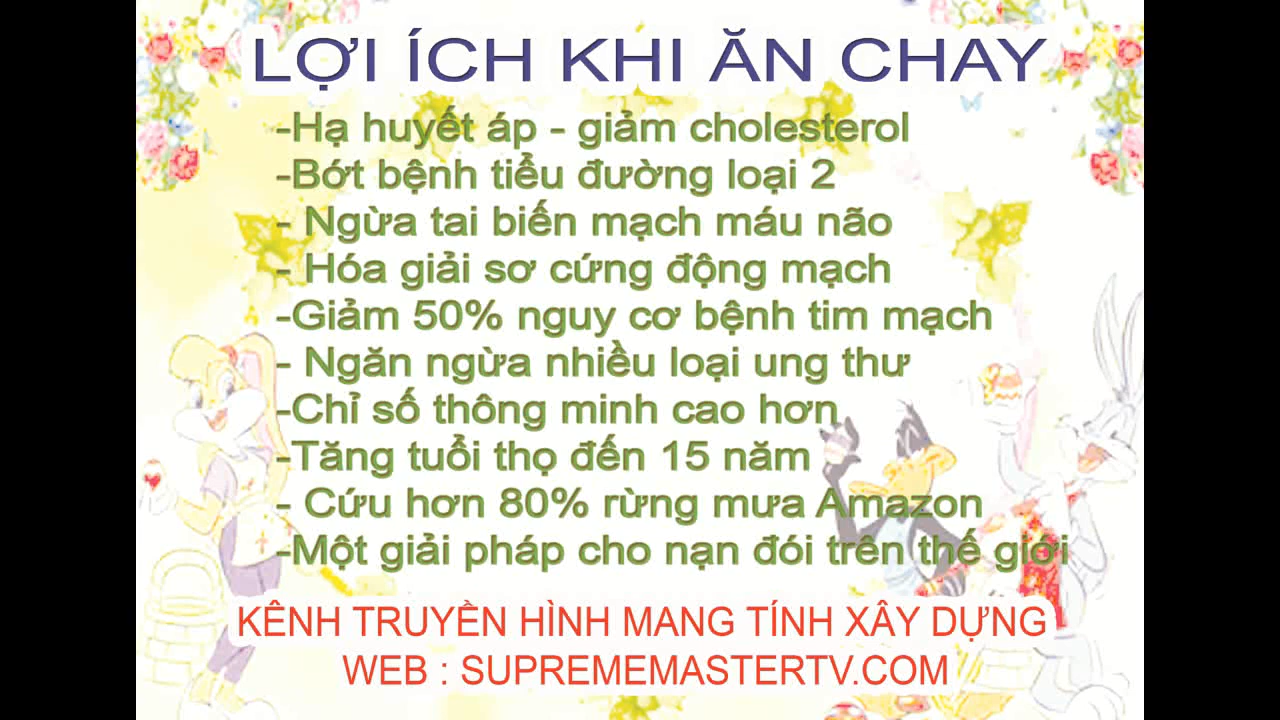 LỢI ÍCH KHI ĂN CHAY
-Hạ huyết áp - giảm cholesterol
-Bớt bệnh tiểu đường loại 2
- Ngừa tai biến mạch máu não
- Hóa giải sơ cứng động mạch
-Giảm 50% nguy cơ bệnh tim mạch
- Ngăn ngừa nhiều loại ung thư
-Chỉ số thông minh cao hơn
-Tăng tuổi thọ đến 15 năm
- Cứu hơn 80% rừng mưa Amazon
-Một giải pháp cho nạn đói trên thế giới
KÊNH TRUYỀN HÌNH MANG TÍNH XÂY DỰNG
WEB : SUPREMEMASTERTV.COM